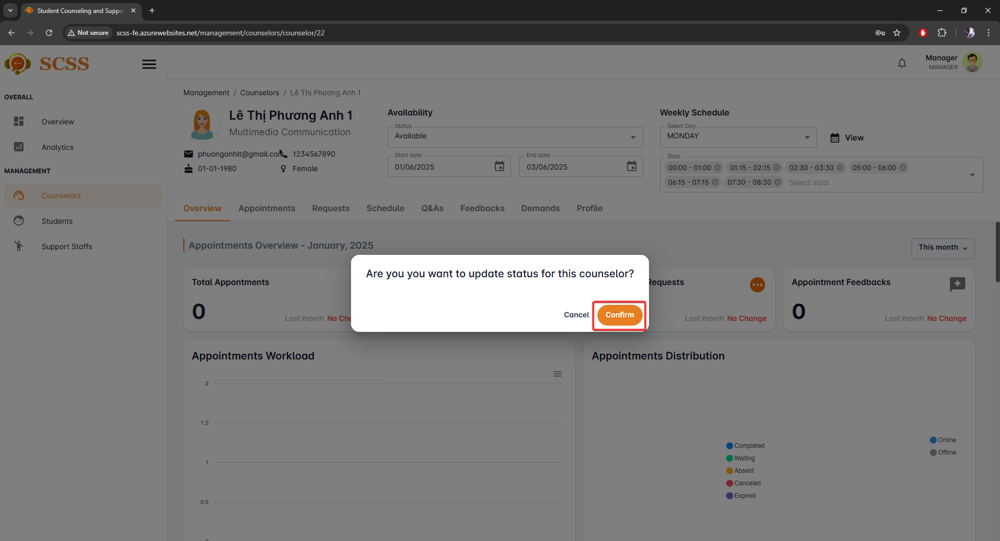 Student Counseling and Suppo
Not secure
scss-fe.azurewebsites.net/management/counselors/counselor/22
SCSS
Manager
MANAGER
OVERALL
Overview
Analytics
MANAGEMENT
Counselors
Students
Support Staffs
Management / Counselors / Lê Thị Phương Anh 1
Lê Thị Phương Anh 1
Multimedia Communication
phuonganhlt@gmail.com
1234567890
01-01-1980
Female
Availability
Status
Available
Start date
01/06/2025
End date
03/06/2025
Weekly Schedule
Select Day
MONDAY
View
Slots
00:00 - 01:00 01:15 - 02:15 02:30 - 03:30 05:00 - 06:00
06:15 - 07:15 07:30 - 08:30 Select slots
Overview Appointments Requests Schedule Q&As Feedbacks Demands Profile
Appointments Overview - January, 2025
This month
Total Appontments
0
Last month No Cha
Are you you want to update status for this counselor?
Cancel Confirm
Requests
Last month No Change
Appointment Feedbacks
0
Last month No Change
Appointments Workload
2
1.5
1
0.5
Appointments Distribution
Completed
Waiting
Absent
Canceled
Expired
Online
Offline